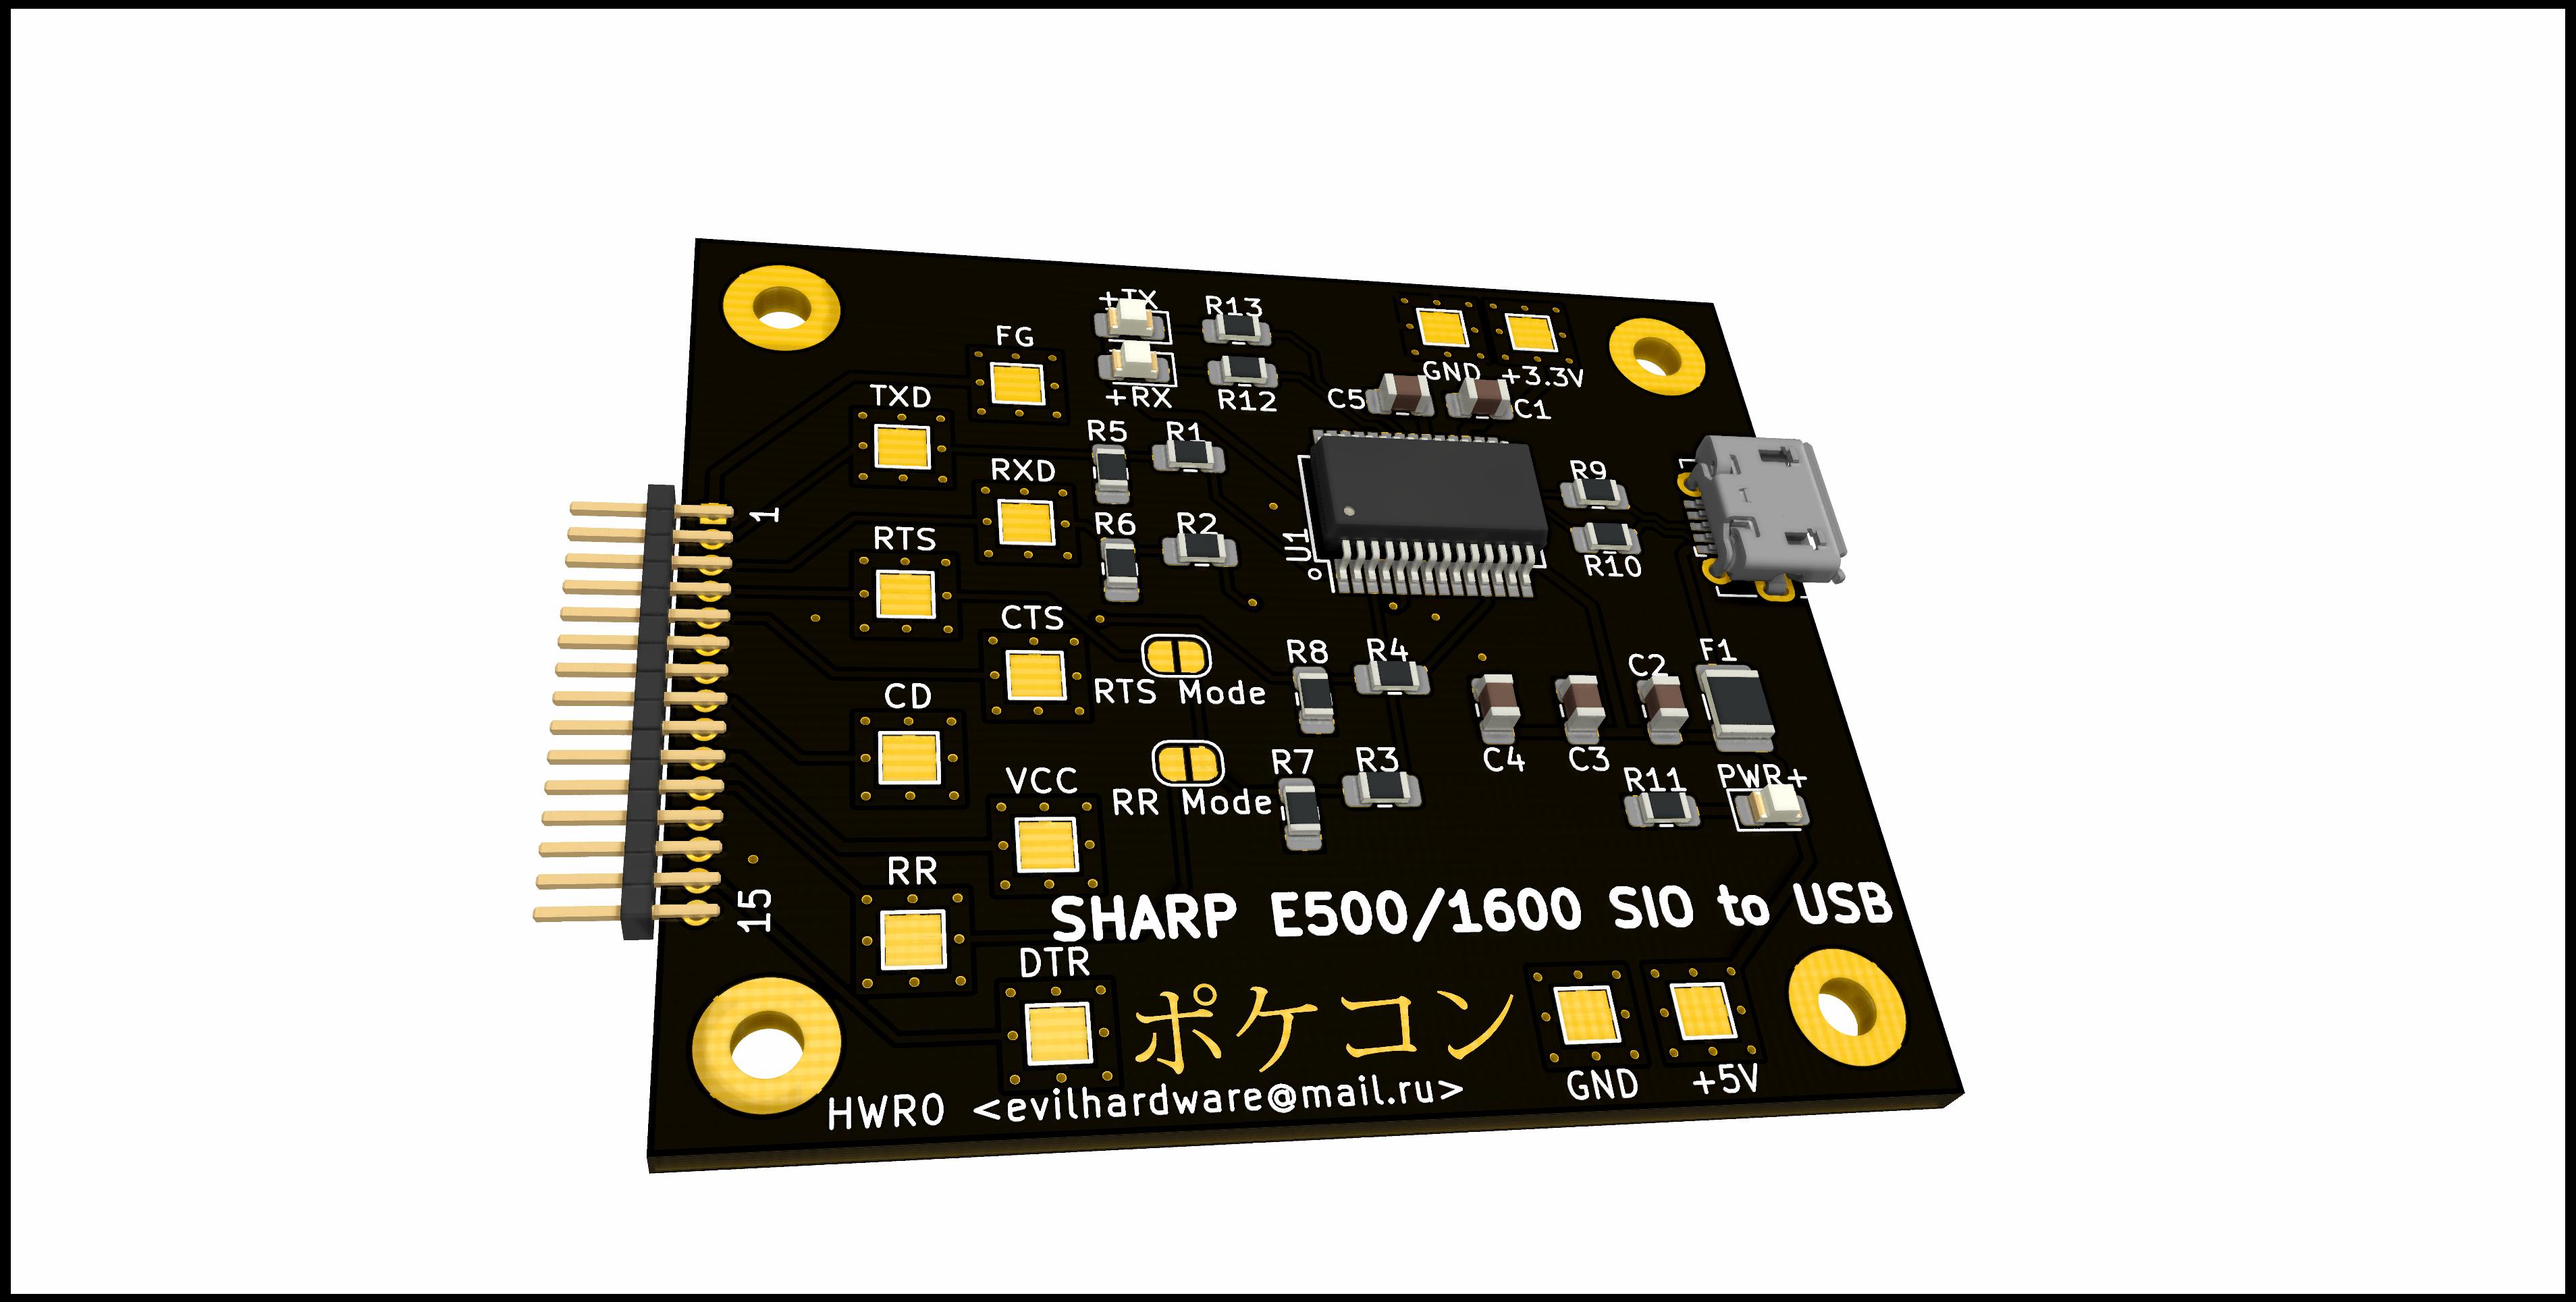 +TX
R13
FG
GND
+3.3V
TXD
+RX
R12
C5
C1
R5
R1
RXD
R9
1
R6
R2
RTS
U1
R10
CTS
R8
R4
F1
C2
CD
RTS Mode
C4
C3
R7
R3
VCC
RR Mode
R11
PWR+
RR
15
SHARP E500/1600 SIO to USB
DTR
ポケコン
GND
+5V
HWR0 <evilhardware@mail.ru>